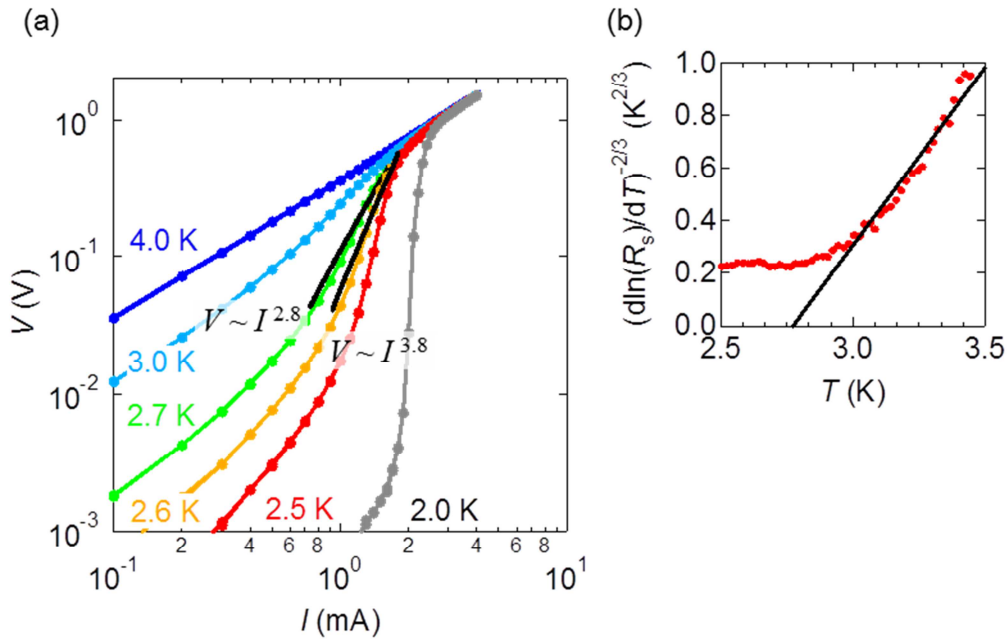 (a)
(b)
10^0
10^-1
10^-2
10^-3
V (V)
4.0 K
3.0 K
2.7 K
2.6 K
2.5 K
2.0 K
V ~ I^2.8
V ~ I^3.8
2 4 6 8 2 4 6 8
10^-1 10^0 10^1
I (mA)
(dln(R_s)/dT)^-2/3 (K^2/3)
1.0
0.8
0.6
0.4
0.2
0.0
2.5 3.0 3.5
T (K)